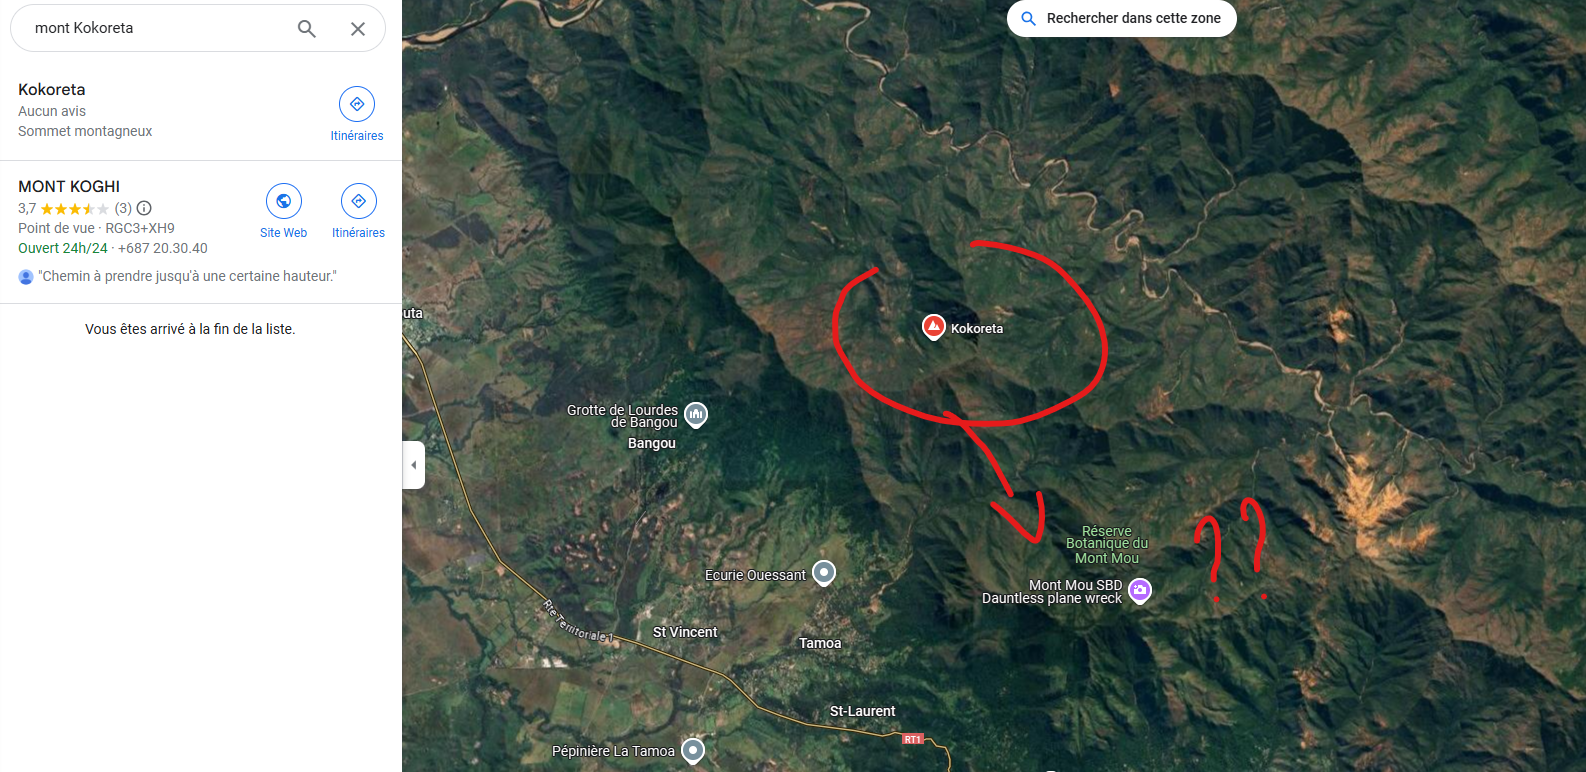 mont Kokoreta
Kokoreta
Aucun avis
Sommet montagneux
Itinéraires
MONT KOGHI
3,7 (3)
Point de vue · RGC3+XH9
Ouvert 24h/24 · +687 20.30.40
Site Web
Itinéraires
"Chemin à prendre jusqu'à une certaine hauteur."
Vous êtes arrivé à la fin de la liste.
Rechercher dans cette zone
outa
Kokoreta
Grotte de Lourdes
de Bangou
Bangou
Réserve
Botanique du
Mont Mou
??
Ecurie Ouessant
Mont Mou SBD
Dauntless plane wreck
Rte Territoriale 1
St Vincent
Tamoa
St-Laurent
RT1
Pépinière La Tamoa